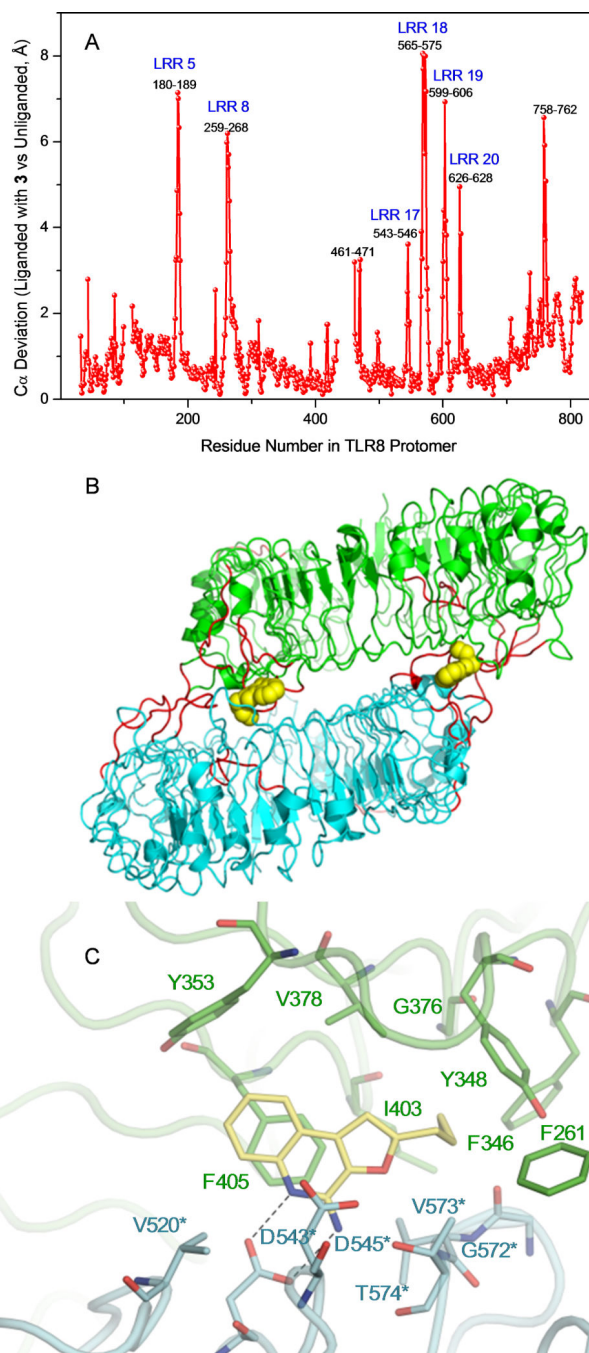 A
LRR 18
565-575
LRR 5
180-189
LRR 19
599-606
LRR 8
259-268
758-762
LRR 20
626-628
LRR 17
543-546
461-471
8
6
4
2
0
200
400
600
800
Cα Deviation (Liganded with 3 vs Unliganded, Å)
Residue Number in TLR8 Protomer
B
C
Y353
V378
G376
Y348
I403
F346
F261
F405
V520*
D543*
D545*
V573*
G572*
T574*